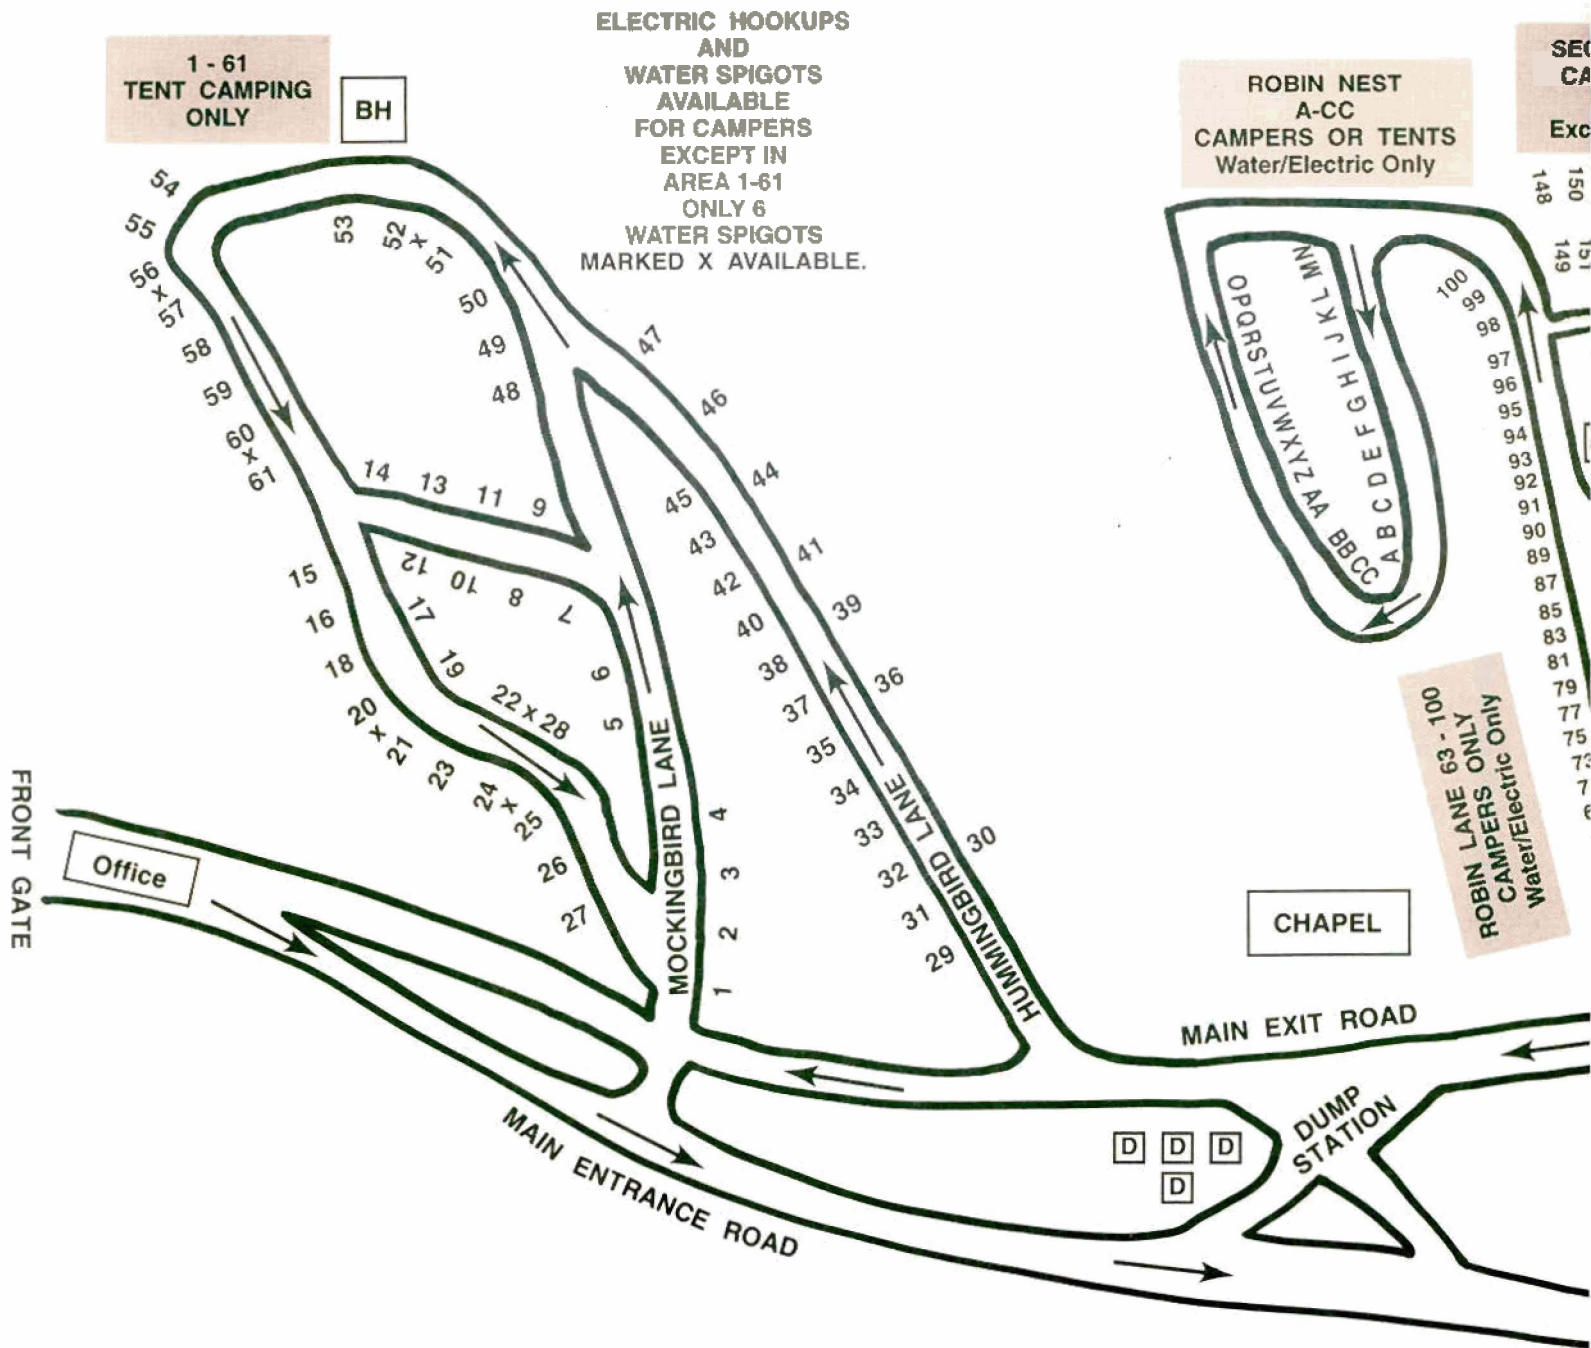 1 - 61
TENT CAMPING
ONLY
BH
ELECTRIC HOOKUPS
AND
WATER SPIGOTS
AVAILABLE
FOR CAMPERS
EXCEPT IN
AREA 1-61
ONLY 6
WATER SPIGOTS
MARKED X AVAILABLE.
ROBIN NEST
A-CC
CAMPERS OR TENTS
Water/Electric Only
SEC
CA
Exc
148
150
149
151
54
55
56 x 57
58
59
60 x 61
53
52 x 51
50
49
48
47
46
45
44
43
42
41
40
39
38
37
36
35
34
33
32
31
30
29
14 13 11 9
12 10 8 7
15
16
18
17
19
20 x 21
22 x 28
23
24 x 25
26
27
6
5
4
3
2
1
MN
I J K L
A B C D E F G H
OPQRSTUVWXYZ AA
BBCC
100
99
98
97
96
95
94
93
92
91
90
89
87
85
83
81
79
77
75
ROBIN LANE 63 - 100
CAMPERS ONLY
Water/Electric Only
MOCKINGBIRD LANE
HUMMINGBIRD LANE
FRONT GATE
Office
CHAPEL
MAIN EXIT ROAD
DUMP
STATION
D D D
D
MAIN ENTRANCE ROAD